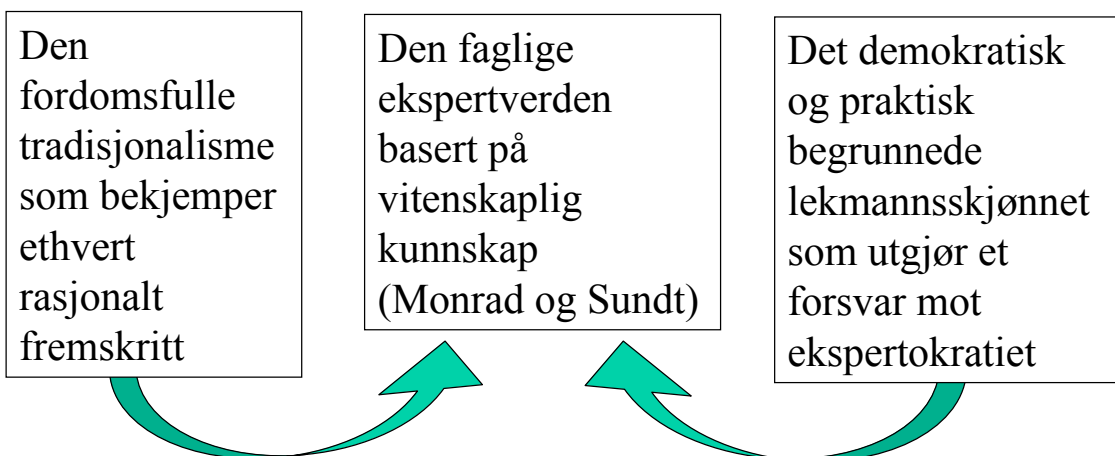 Den
fordomsfulle
tradisjonalisme
som bekjemper
ethvert
rasjonalt
fremskritt
Den faglige
ekspertverden
basert på
vitenskaplig
kunnskap
(Monrad og Sundt)
Det demokratisk
og praktisk
begrunnede
lekmannsskjønnet
som utgjør et
forsvar mot
ekspertokratiet